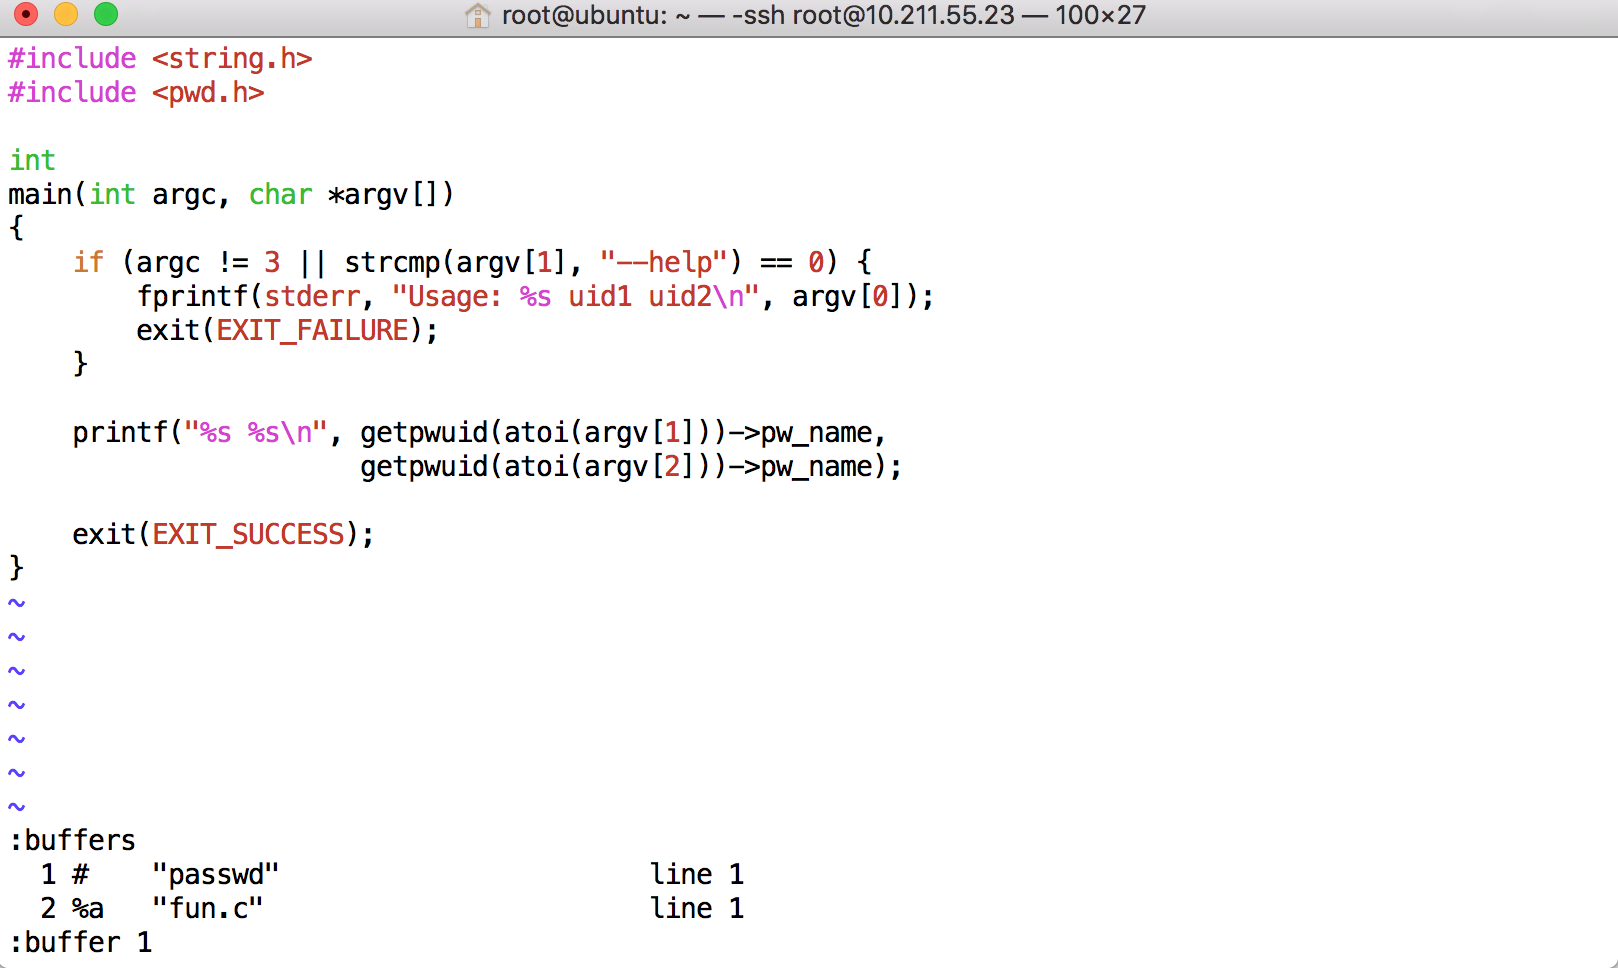 root@ubuntu: ~ — -ssh root@10.211.55.23 — 100×27
#include <string.h>
#include <pwd.h>

int
main(int argc, char *argv[])
{
    if (argc != 3 || strcmp(argv[1], "--help") == 0) {
        fprintf(stderr, "Usage: %s uid1 uid2\n", argv[0]);
        exit(EXIT_FAILURE);
    }

    printf("%s %s\n", getpwuid(atoi(argv[1]))->pw_name,
                      getpwuid(atoi(argv[2]))->pw_name);

    exit(EXIT_SUCCESS);
}
~
~
~
~
~
~
~
:buffers
  1 #    "passwd"                       line 1
  2 %a   "fun.c"                        line 1
:buffer 1